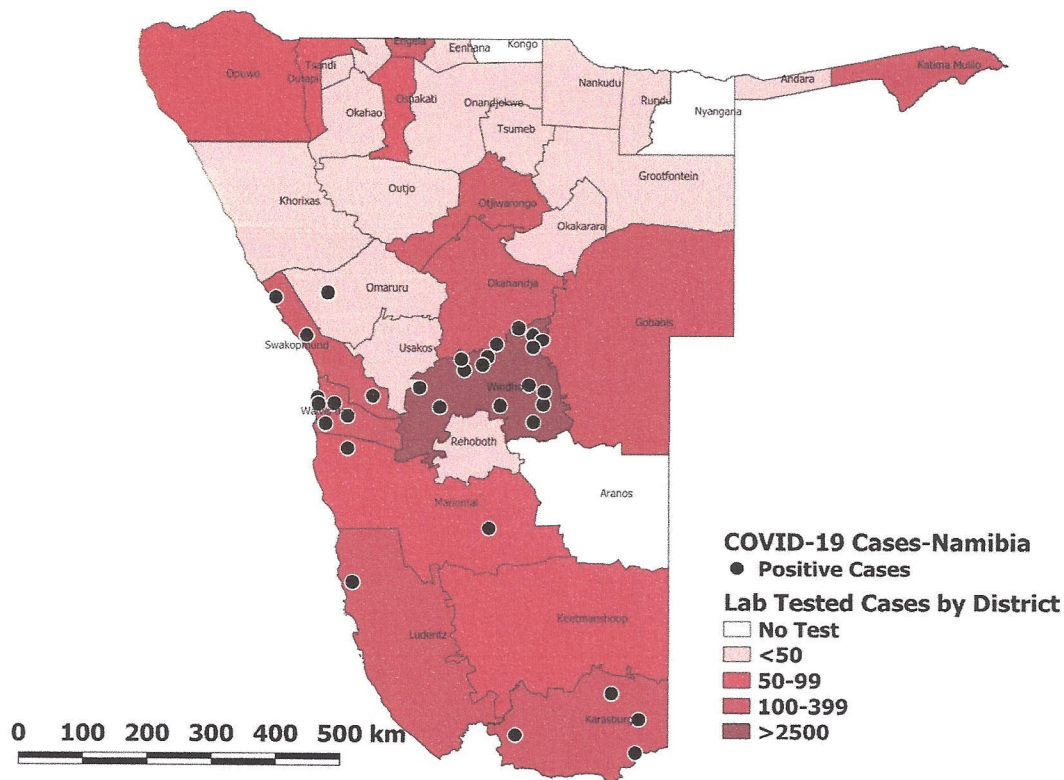 Kongo
Engela
Eenhana
Tsandi
Opuwo
Outapi
Oshakati
Onandjokwe
Nankudu
Rundu
Nyangana
Andara
Katima Mulilo
Okahao
Tsumeb
Grootfontein
Khorixas
Outjo
Otjiwarongo
Okakarara
Omaruru
Okahandja
Gobabis
Swakopmund
Usakos
Rehoboth
Aranos
Mariental
Keetmanshoop
Luderitz
Karasburg
COVID-19 Cases-Namibia
Positive Cases
Lab Tested Cases by District
No Test
<50
50-99
100-399
>2500
0 100 200 300 400 500 km